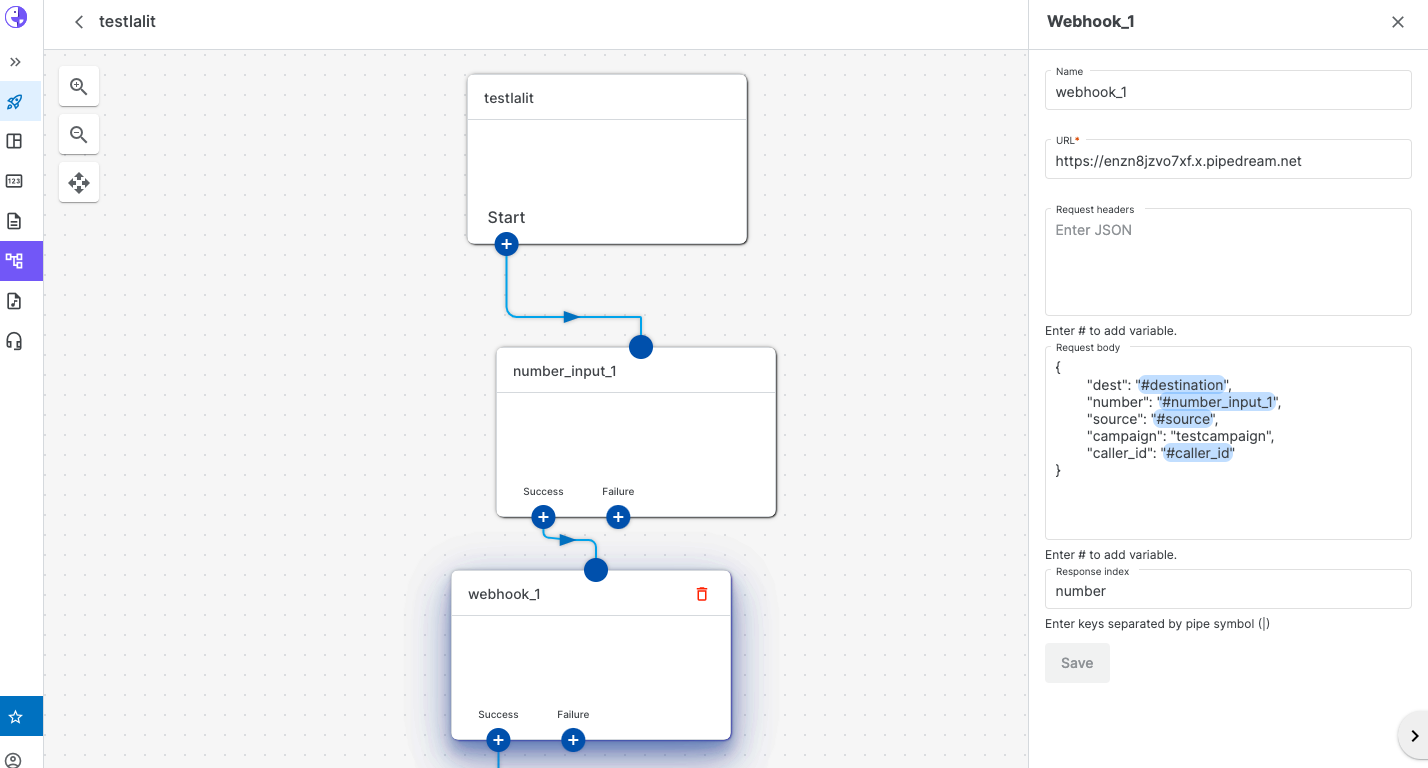 testlalit
testlalit
Start
number_input_1
Success Failure
webhook_1
Success Failure
123
Webhook_1
Name
webhook_1
URL*
https://enzn8jzvo7xf.x.pipedream.net
Request headers
Enter JSON
Enter # to add variable.
Request body
{
"dest": "#destination",
"number": "#number_input_1",
"source": "#source",
"campaign": "testcampaign",
"caller_id": "#caller_id"
}
Enter # to add variable.
Response index
number
Enter keys separated by pipe symbol (|)
Save